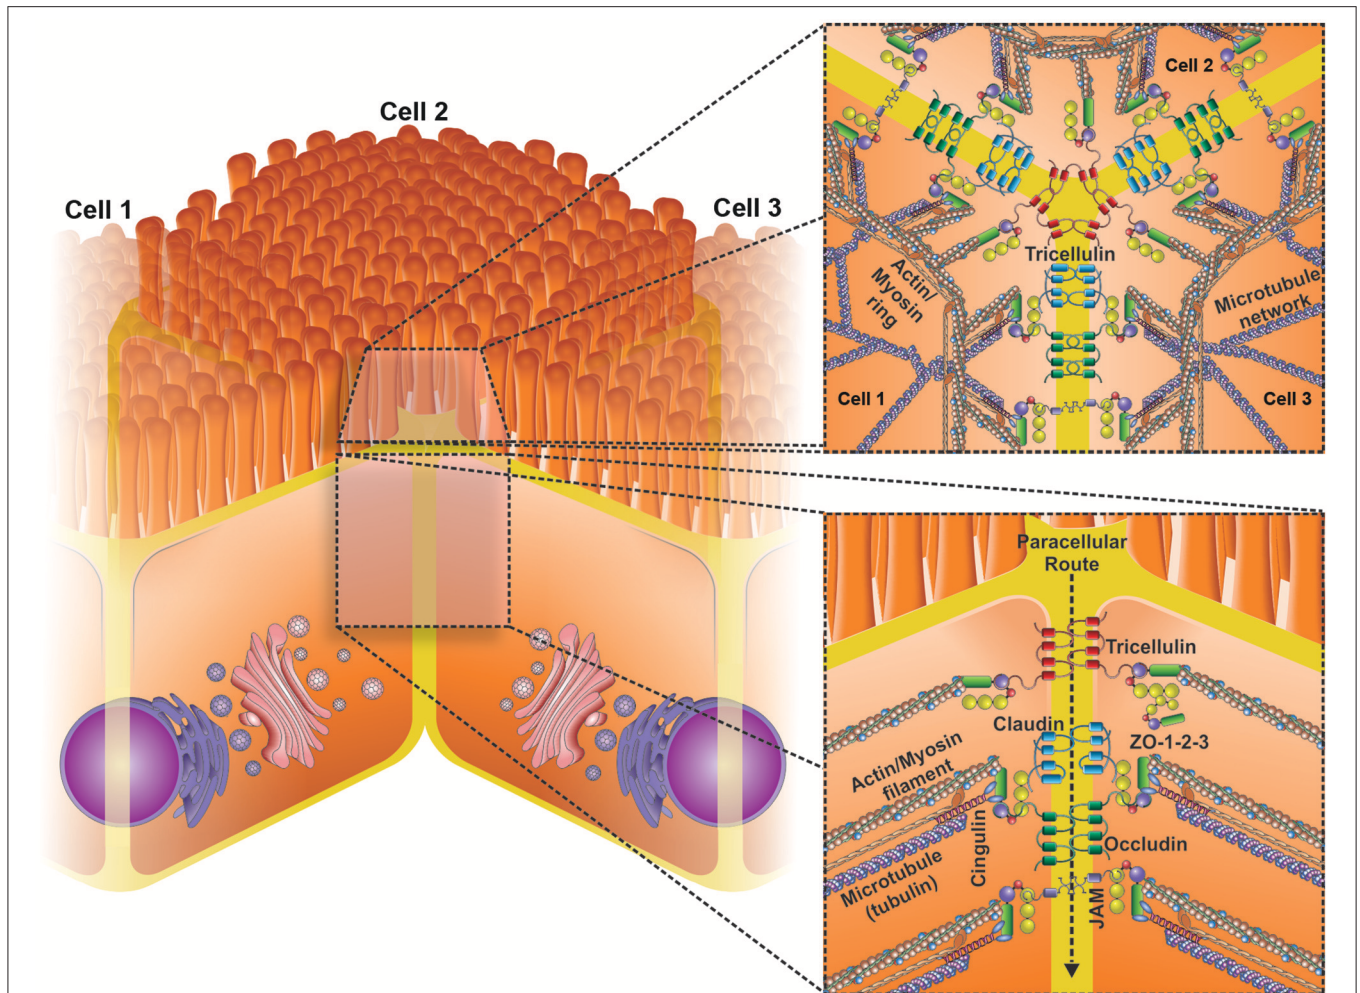 Cell 2
Cell 1
Cell 3
Cell 2
Tricellulin
Actin/
Myosin
ring
Microtubule
network
Cell 1
Cell 3
Paracellular
Route
Tricellulin
Claudin
ZO-1-2-3
Actin/Myosin
filament
Occludin
Cingulin
Microtubule
(tubulin)
JAM